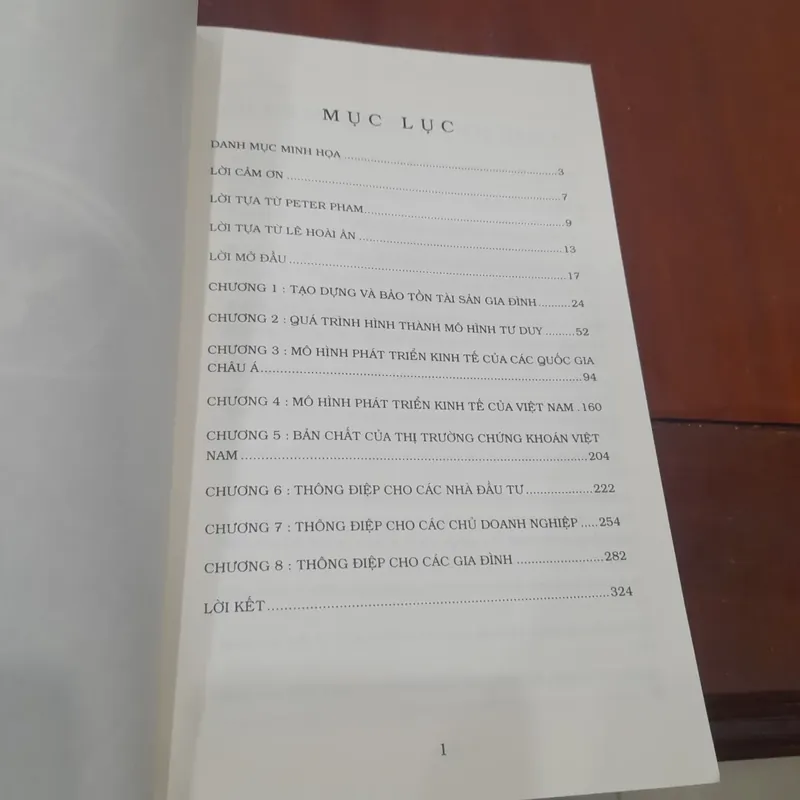 MỤC LỤC
DANH MỤC MINH HỌA........................................................3
LỜI CẢM ƠN........................................................7
LỜI TỰA TỪ PETER PHAM........................................................9
LỜI TỰA TỪ LÊ HOÀI ÂN........................................................13
LỜI MỞ ĐẦU........................................................17
CHƯƠNG 1 : TẠO DỰNG VÀ BẢO TỒN TÀI SẢN GIA ĐÌNH.........24
CHƯƠNG 2 : QUÁ TRÌNH HÌNH THÀNH MÔ HÌNH TƯ DUY.........52
CHƯƠNG 3 : MÔ HÌNH PHÁT TRIỂN KINH TẾ CỦA CÁC QUỐC GIA
CHÂU Á........................................................94
CHƯƠNG 4 : MÔ HÌNH PHÁT TRIỂN KINH TẾ CỦA VIỆT NAM .160
CHƯƠNG 5 : BẢN CHẤT CỦA THỊ TRƯỜNG CHỨNG KHOÁN VIỆT
NAM........................................................204
CHƯƠNG 6 : THÔNG ĐIỆP CHO CÁC NHÀ ĐẦU TƯ....................222
CHƯƠNG 7 : THÔNG ĐIỆP CHO CÁC CHỦ DOANH NGHIỆP.....254
CHƯƠNG 8 : THÔNG ĐIỆP CHO CÁC GIA ĐÌNH.........................282
LỜI KẾT........................................................324
1